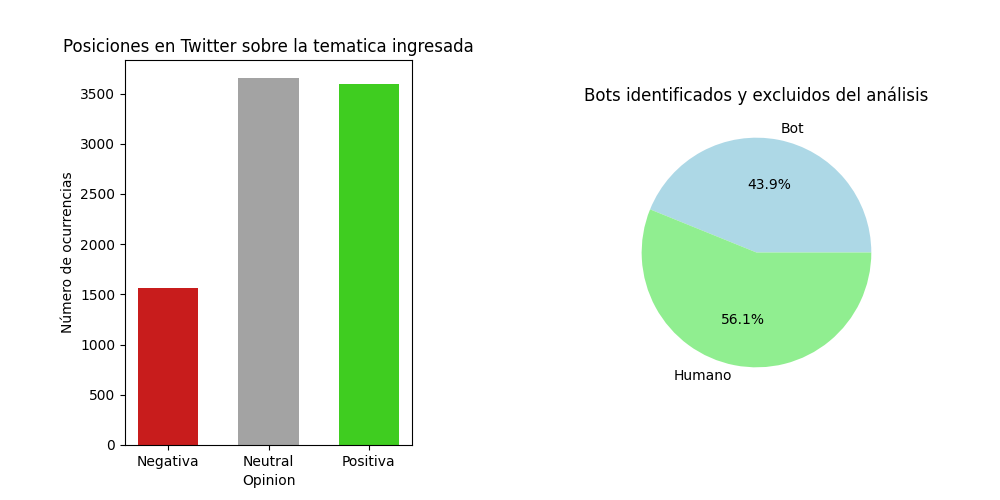 Posiciones en Twitter sobre la tematica ingresada
Número de ocurrencias
3500
3000
2500
2000
1500
1000
500
0
Negativa
Neutral
Positiva
Opinion
Bots identificados y excluidos del análisis
Bot
43.9%
56.1%
Humano